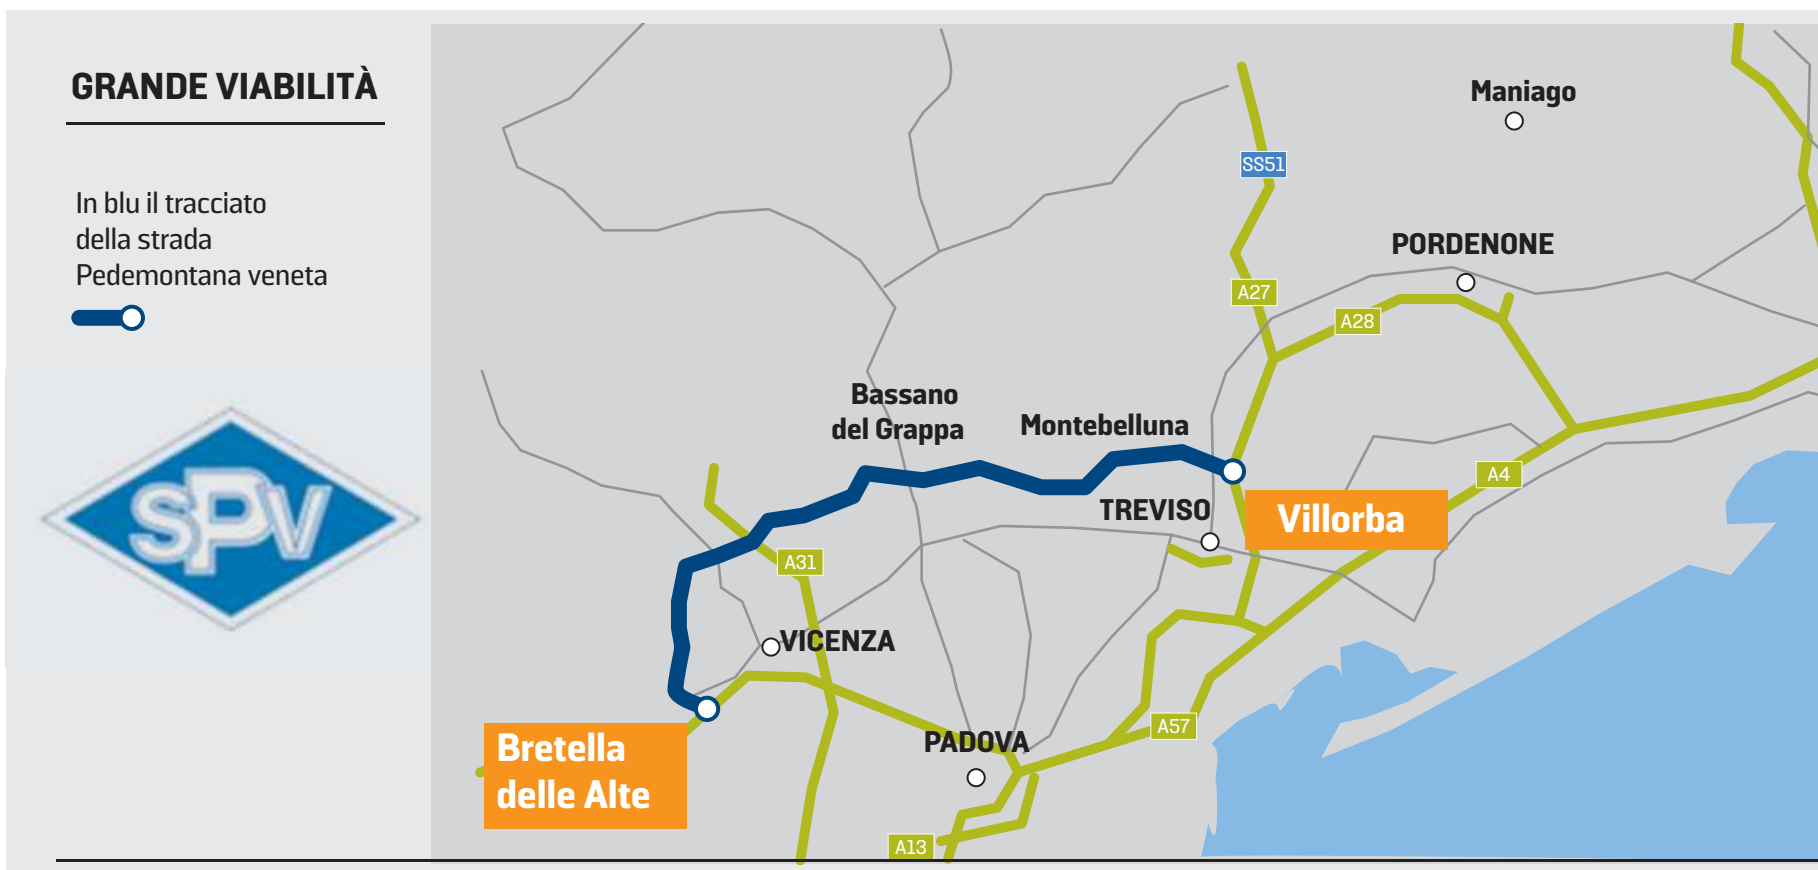 GRANDE VIABILITÀ
In blu il tracciato
della strada
Pedemontana veneta
SPV
Maniago
SS51
PORDENONE
A27
A28
Bassano
del Grappa
Montebelluna
A4
TREVISO
Villorba
A31
VICENZA
A57
PADOVA
Bretella
delle Alte
A13